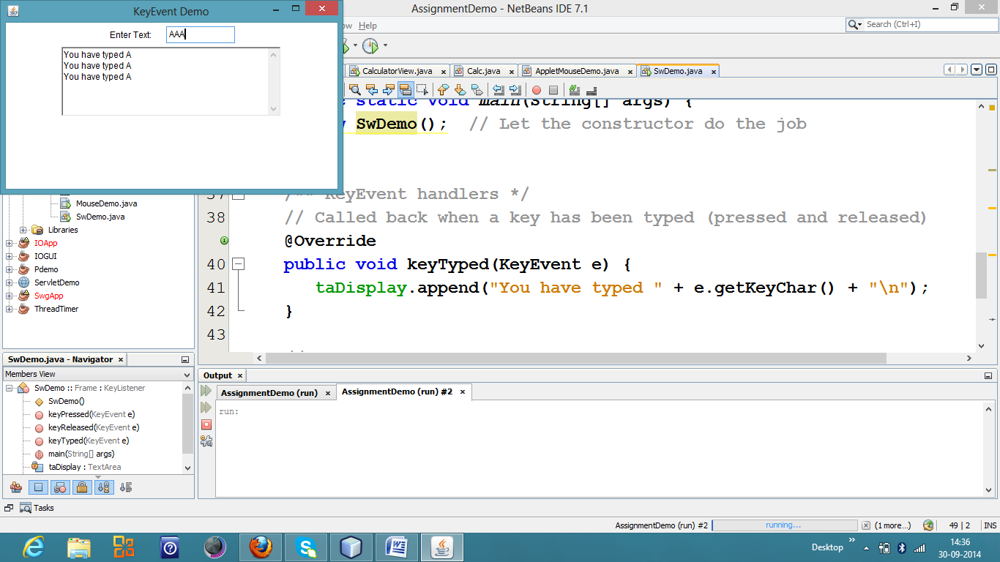 KeyEvent Demo
Enter Text: AAA
You have typed A
You have typed A
You have typed A
AssignmentDemo - NetBeans IDE 7.1
Help
Search (Ctrl+I)
CalculatorView.java
Calc.java
AppletMouseDemo.java
SwDemo.java
static void main(String[] args) {
SwDemo(); // Let the constructor do the job
37 /** KeyEvent handlers */
38 // Called back when a key has been typed (pressed and released)
@Override
40 public void keyTyped(KeyEvent e) {
41 taDisplay.append("You have typed " + e.getKeyChar() + "\n");
42 }
43
MouseDemo.java
SwDemo.java
Libraries
IOApp
IOGUI
Pdemo
ServletDemo
SwgApp
ThreadTimer
SwDemo.java - Navigator
Members View
SwDemo :: Frame : KeyListener
SwDemo()
keyPressed(KeyEvent e)
keyReleased(KeyEvent e)
keyTyped(KeyEvent e)
main(String[] args)
taDisplay : TextArea
Output
AssignmentDemo (run)
AssignmentDemo (run) #2
run:
Tasks
AssignmentDemo (run) #2
running...
(1 more...)
49 | 2
INS
Desktop
14:36
30-09-2014